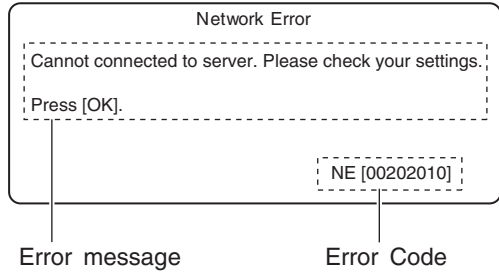 Network Error
Cannot connected to server. Please check your settings.
Press [OK].
NE [00202010]
Error message
Error Code